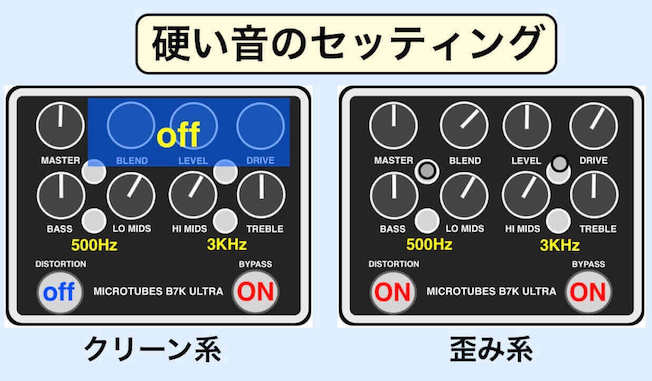 硬い音のセッティング
off
MASTER BLEND LEVEL DRIVE
BASS LO MIDS HI MIDS TREBLE
500Hz 3KHz
DISTORTION BYPASS
off MICROTUBES B7K ULTRA ON
クリーン系
MASTER BLEND LEVEL DRIVE
BASS LO MIDS HI MIDS TREBLE
500Hz 3KHz
DISTORTION BYPASS
ON MICROTUBES B7K ULTRA ON
歪み系